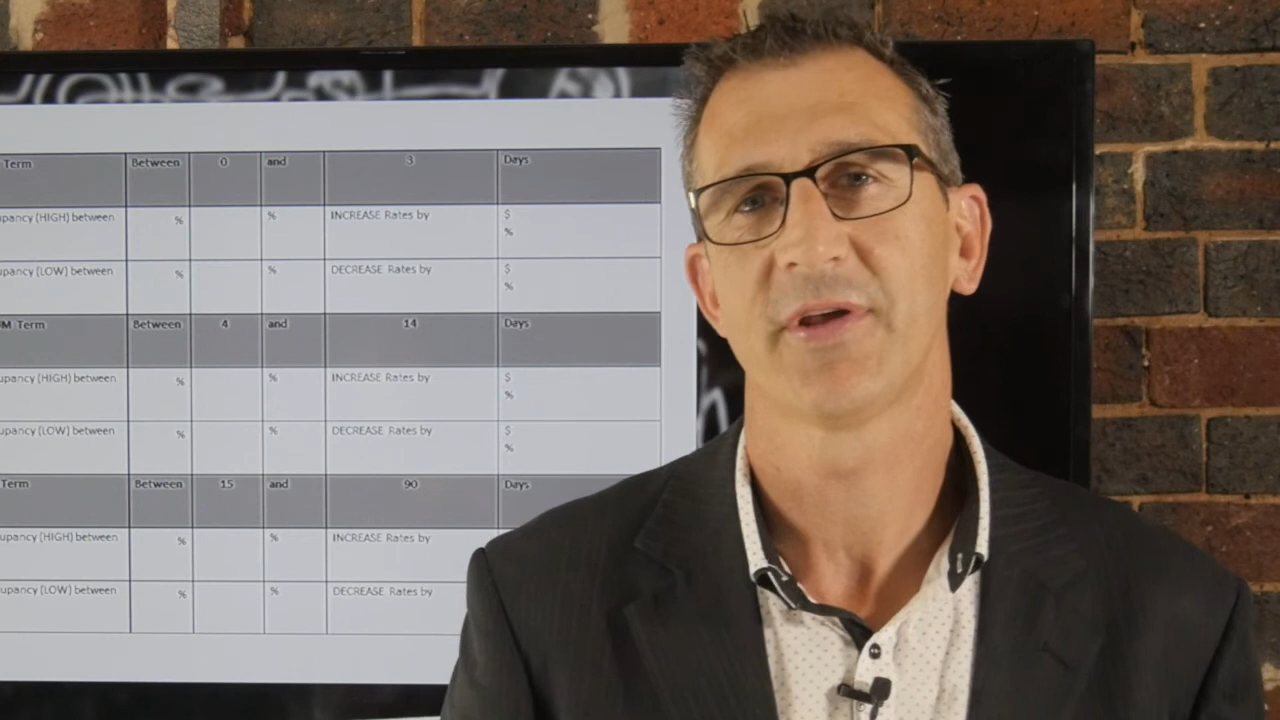 Term Between 0 and 3 Days
upancy (HIGH) between % % INCREASE Rates by $
%
upancy (LOW) between % % DECREASE Rates by $
%
UM Term Between 4 and 14 Days
upancy (HIGH) between % % INCREASE Rates by $
%
upancy (LOW) between % % DECREASE Rates by $
%
Term Between 15 and 90 Days
upancy (HIGH) between % % INCREASE Rates by
upancy (LOW) between % % DECREASE Rates by